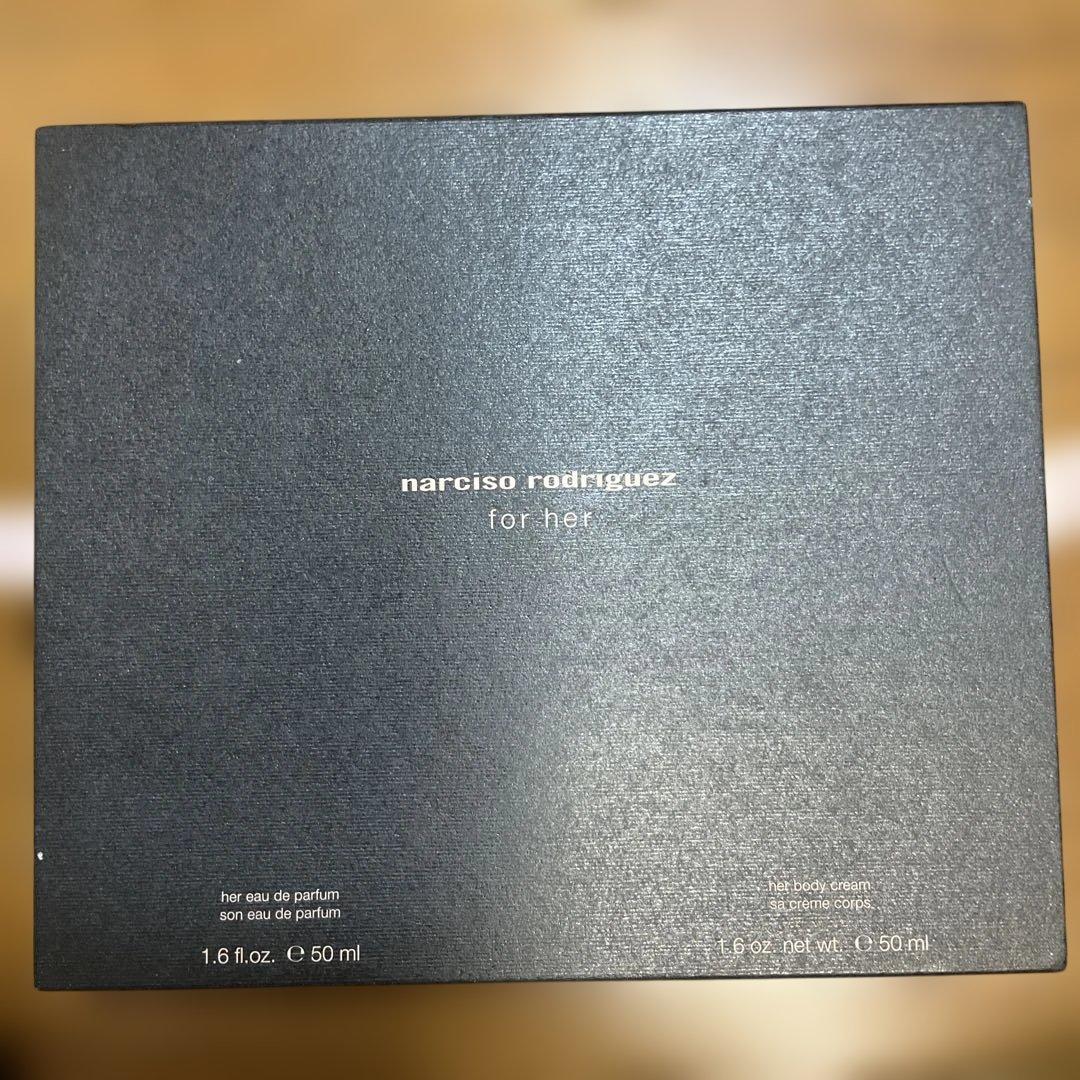 narciso rodriguez
for her
her eau de parfum
son eau de parfum
1.6 fl.oz. ℮ 50 ml
her body cream
sa crème corps
1.6 oz. net wt. ℮ 50 ml